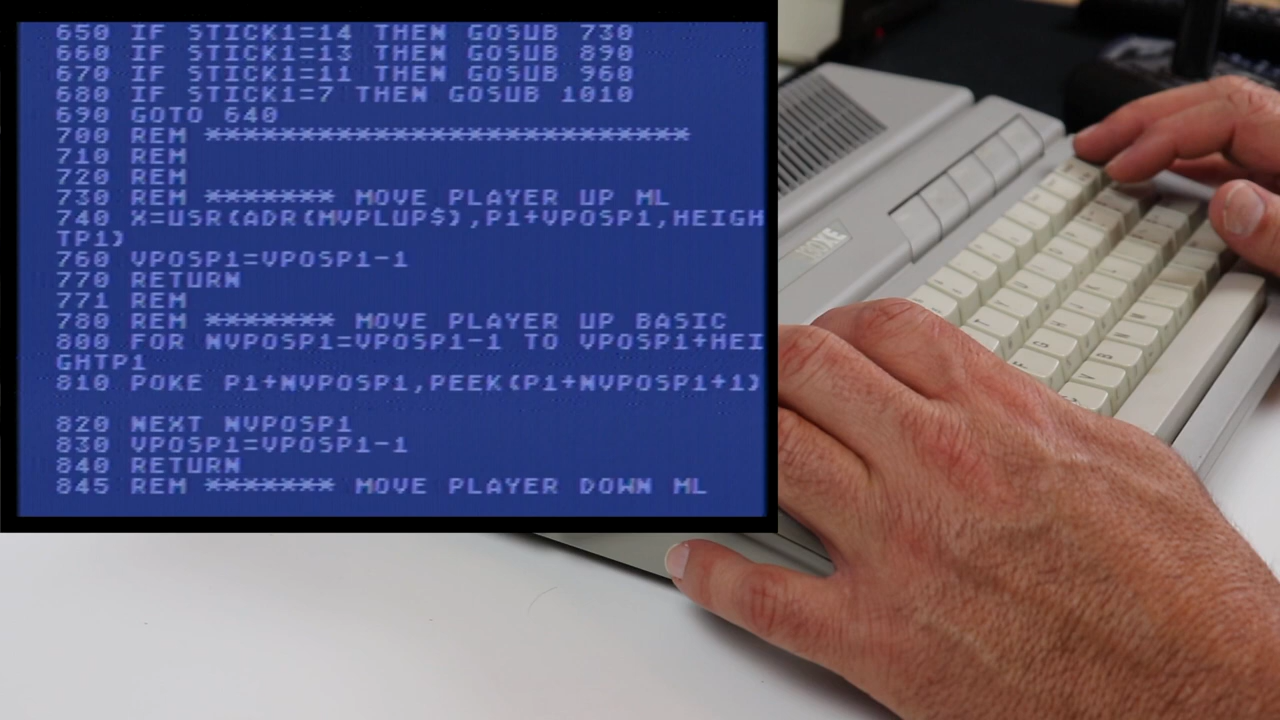 650 IF STICK1=14 THEN GOSUB 730
660 IF STICK1=13 THEN GOSUB 890
670 IF STICK1=11 THEN GOSUB 960
680 IF STICK1=7 THEN GOSUB 1010
690 GOTO 640
700 REM **************************
710 REM
720 REM
730 REM ******* MOVE PLAYER UP ML
740 X=USR(ADR(MVPLUP$),P1+VPOSP1,HEIGH
TP1)
760 VPOSP1=VPOSP1-1
770 RETURN
771 REM
780 REM ******* MOVE PLAYER UP BASIC
800 FOR NVPOSP1=VPOSP1-1 TO VPOSP1+HEI
GHTP1
810 POKE P1+NVPOSP1,PEEK(P1+NVPOSP1+1)
820 NEXT NVPOSP1
830 VPOSP1=VPOSP1-1
840 RETURN
845 REM ******* MOVE PLAYER DOWN ML